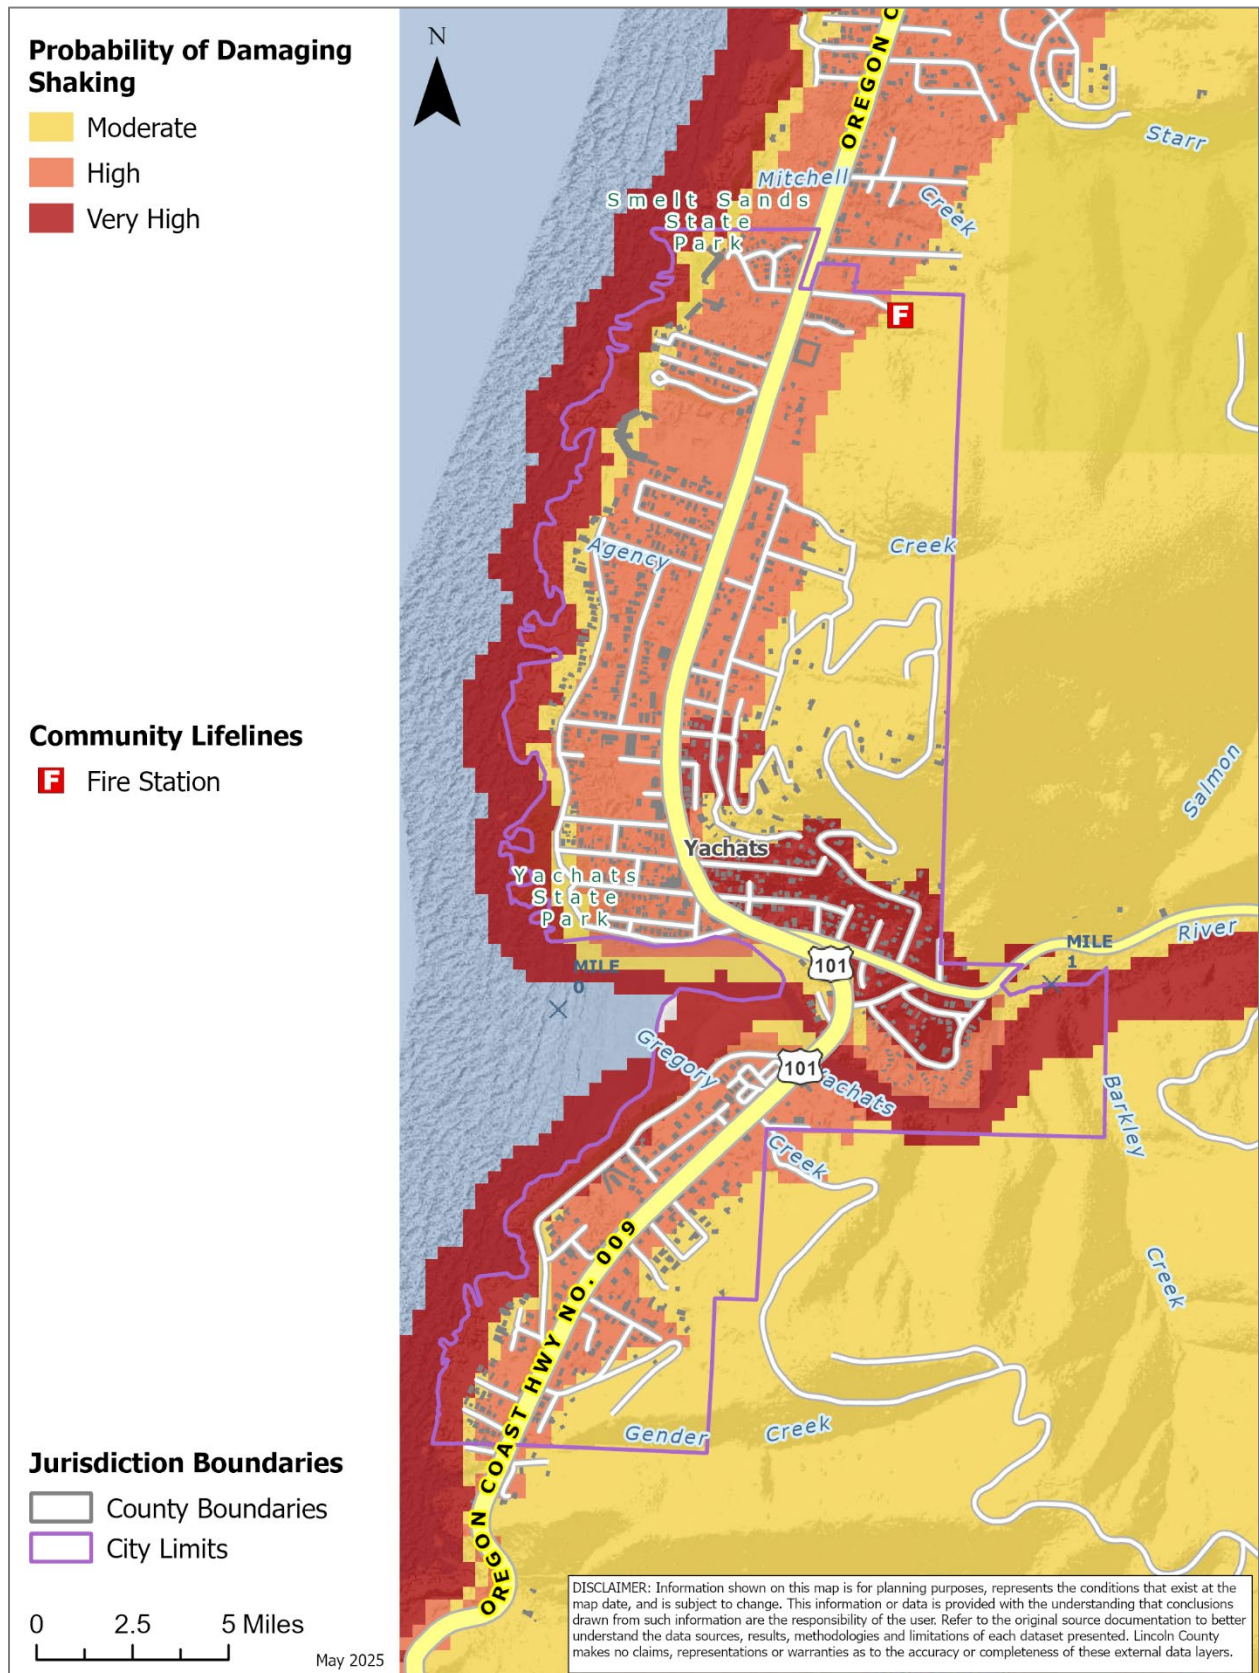 Probability of Damaging
Shaking
Moderate
High
Very High
Community Lifelines
F Fire Station
Jurisdiction Boundaries
County Boundaries
City Limits
0 2.5 5 Miles
May 2025
N
OREGON C
Starr
Mitchell
Creek
Smelt Sands
State
Park
F
Creek
Agency
Salmon
Yachats
Yachats
State
Park
River
MILE
1
MILE
0
101
Gregory
101
Yachats
Barkley
Creek
Creek
OREGON COAST HWY NO. 009
Gender
Creek
DISCLAIMER: Information shown on this map is for planning purposes, represents the conditions that exist at the
map date, and is subject to change. This information or data is provided with the understanding that conclusions
drawn from such information are the responsibility of the user. Refer to the original source documentation to better
understand the data sources, results, methodologies and limitations of each dataset presented. Lincoln County
makes no claims, representations or warranties as to the accuracy or completeness of these external data layers.